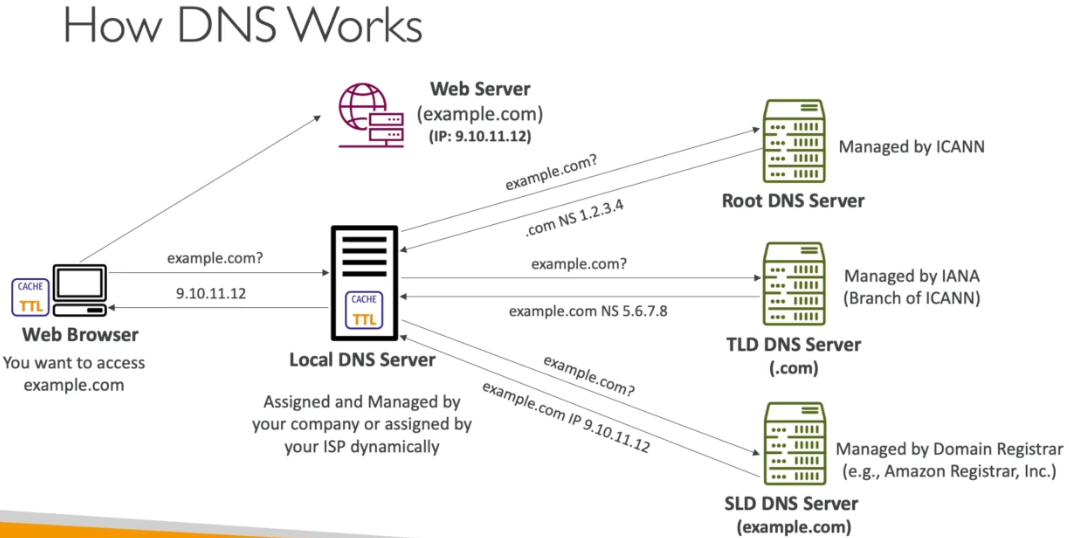 How DNS Works
Web Server
(example.com)
(IP: 9.10.11.12)
example.com?
.com NS 1.2.3.4
Managed by ICANN
Root DNS Server
example.com?
9.10.11.12
CACHE
TTL
Web Browser
You want to access
example.com
CACHE
TTL
Local DNS Server
Assigned and Managed by
your company or assigned by
your ISP dynamically
example.com?
example.com NS 5.6.7.8
Managed by IANA
(Branch of ICANN)
TLD DNS Server
(.com)
example.com?
example.com IP 9.10.11.12
Managed by Domain Registrar
(e.g., Amazon Registrar, Inc.)
SLD DNS Server
(example.com)